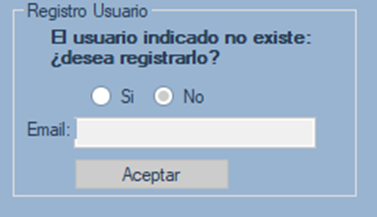 Registro Usuario
El usuario indicado no existe:
¿desea registrarlo?
Si No
Email:
Aceptar